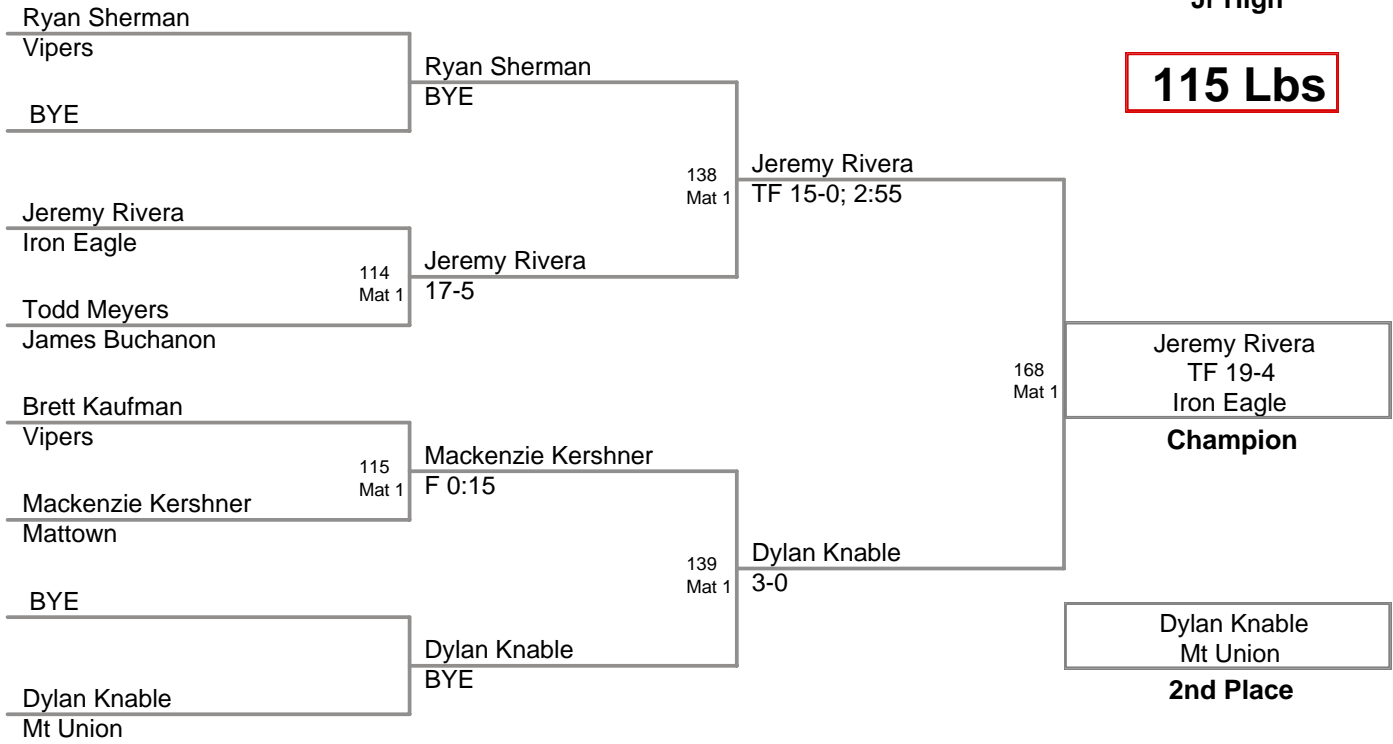 Jr High
115 Lbs
Ryan Sherman
Vipers
BYE
Jeremy Rivera
Iron Eagle
Todd Meyers
James Buchanon
Brett Kaufman
Vipers
Mackenzie Kershner
Mattown
BYE
Dylan Knable
Mt Union
Ryan Sherman
BYE
114
Mat 1
Jeremy Rivera
17-5
115
Mat 1
Mackenzie Kershner
F 0:15
Dylan Knable
BYE
138
Mat 1
Jeremy Rivera
TF 15-0; 2:55
139
Mat 1
Dylan Knable
3-0
168
Mat 1
Jeremy Rivera
TF 19-4
Iron Eagle
Champion
Dylan Knable
Mt Union
2nd Place